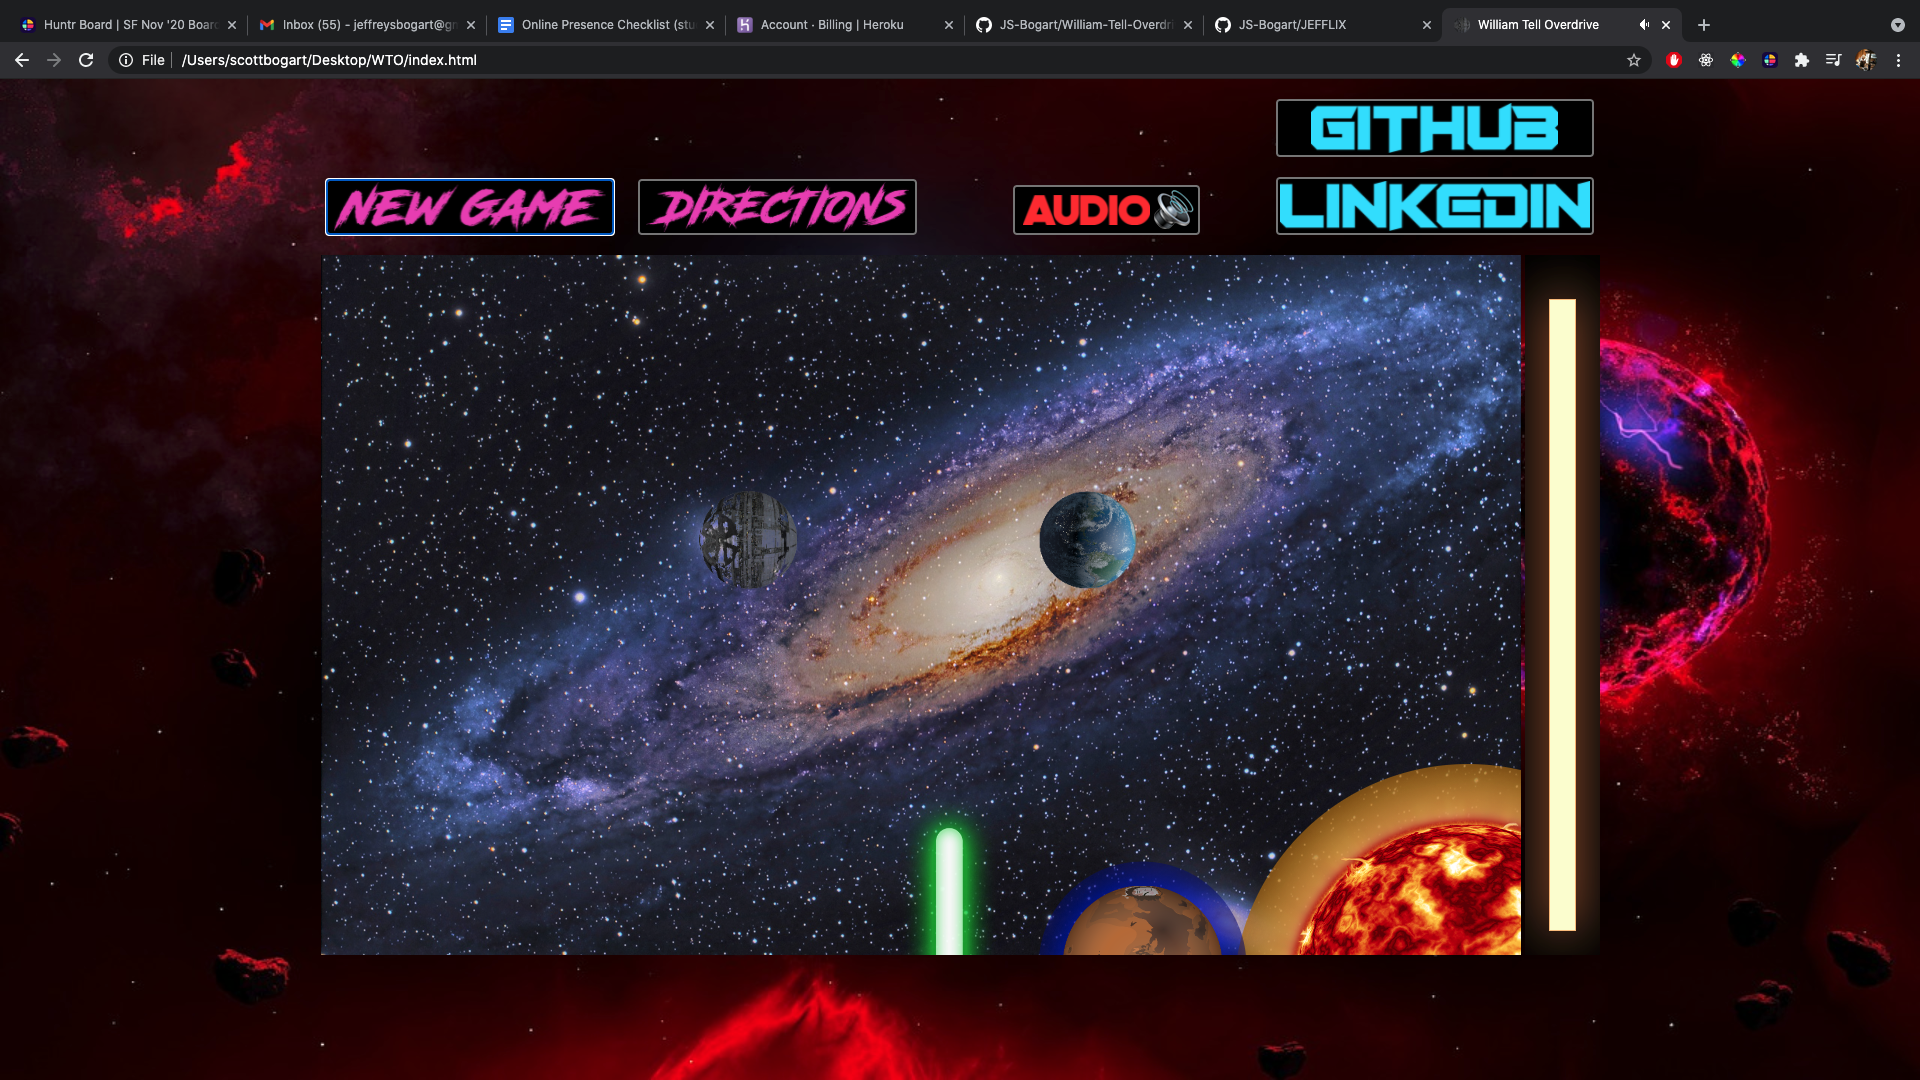 Huntr Board | SF Nov '20 Boar
Inbox (55) - jeffreysbogart@gm
Online Presence Checklist (stu
Account · Billing | Heroku
JS-Bogart/William-Tell-Overdri
JS-Bogart/JEFFLIX
William Tell Overdrive
File
/Users/scottbogart/Desktop/WTO/index.html
GITHUB
NEW GAME
DIRECTIONS
AUDIO
LINKEDIN